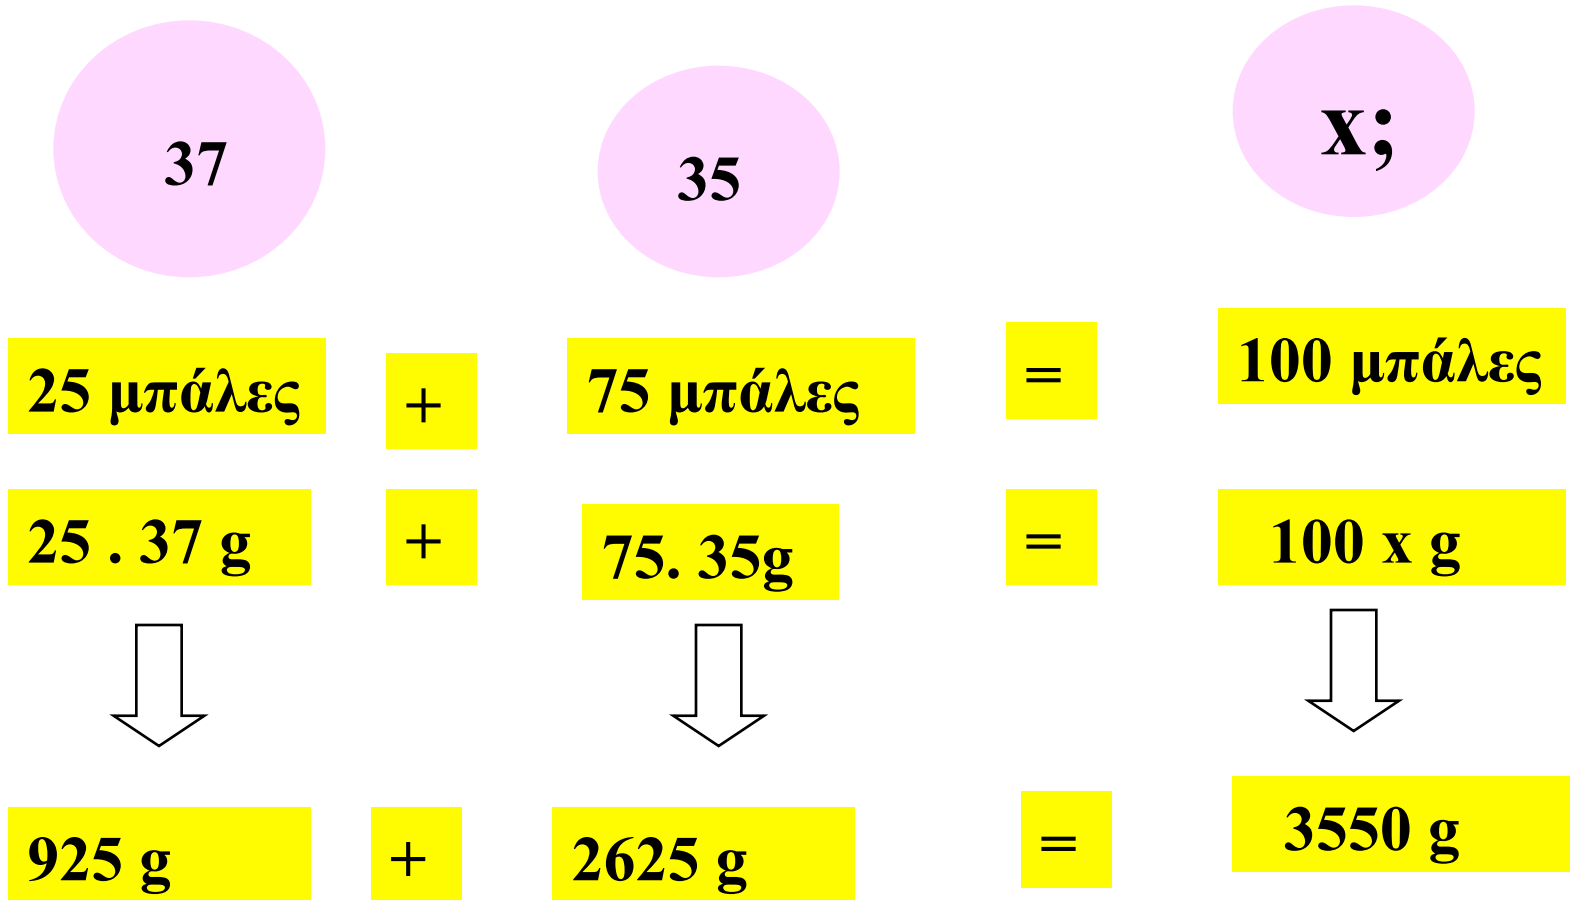 37 35 x;
25 μπάλες + 75 μπάλες = 100 μπάλες
25 . 37 g + 75. 35g = 100 x g
925 g + 2625 g = 3550 g